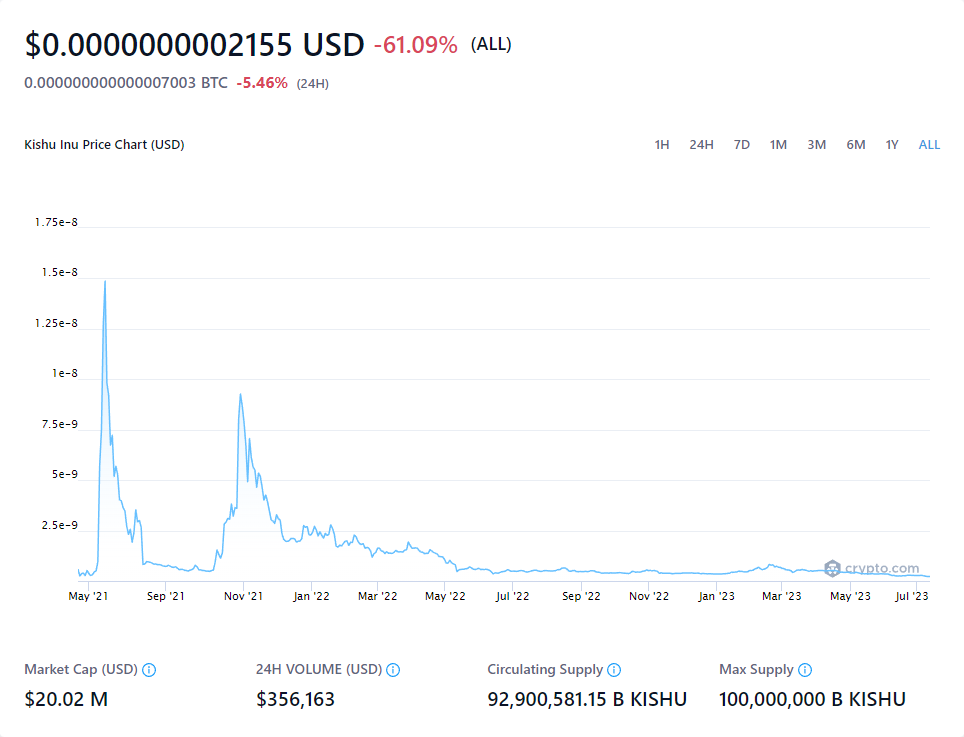 $0.0000000002155 USD -61.09% (ALL)
0.000000000000007003 BTC -5.46% (24H)
Kishu Inu Price Chart (USD) 1H 24H 7D 1M 3M 6M 1Y ALL
1.75e-8
1.5e-8
1.25e-8
1e-8
7.5e-9
5e-9
2.5e-9
crypto.com
May '21 Sep '21 Nov '21 Jan '22 Mar '22 May '22 Jul '22 Sep '22 Nov '22 Jan '23 Mar '23 May '23 Jul '23
Market Cap (USD) 24H VOLUME (USD) Circulating Supply Max Supply
$20.02 M $356,163 92,900,581.15 B KISHU 100,000,000 B KISHU